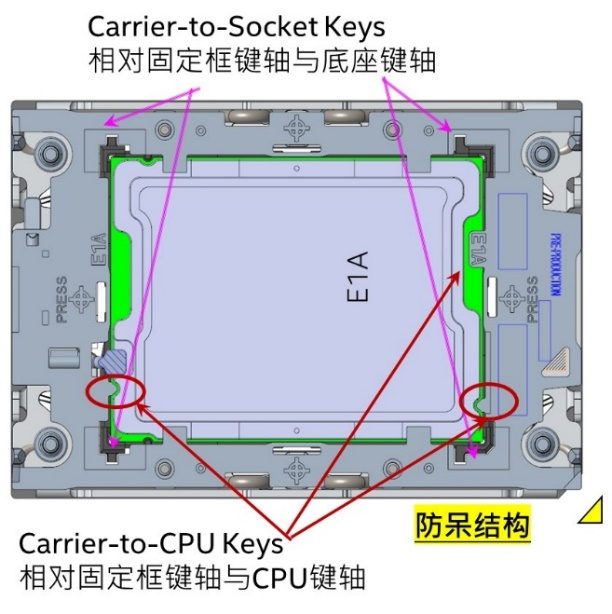 Carrier-to-Socket Keys
相对固定框键轴与底座键轴
E1A
E1A
E1A
PRESS
PRESS
PRE-PRODUCTION
防呆结构
Carrier-to-CPU Keys
相对固定框键轴与CPU键轴